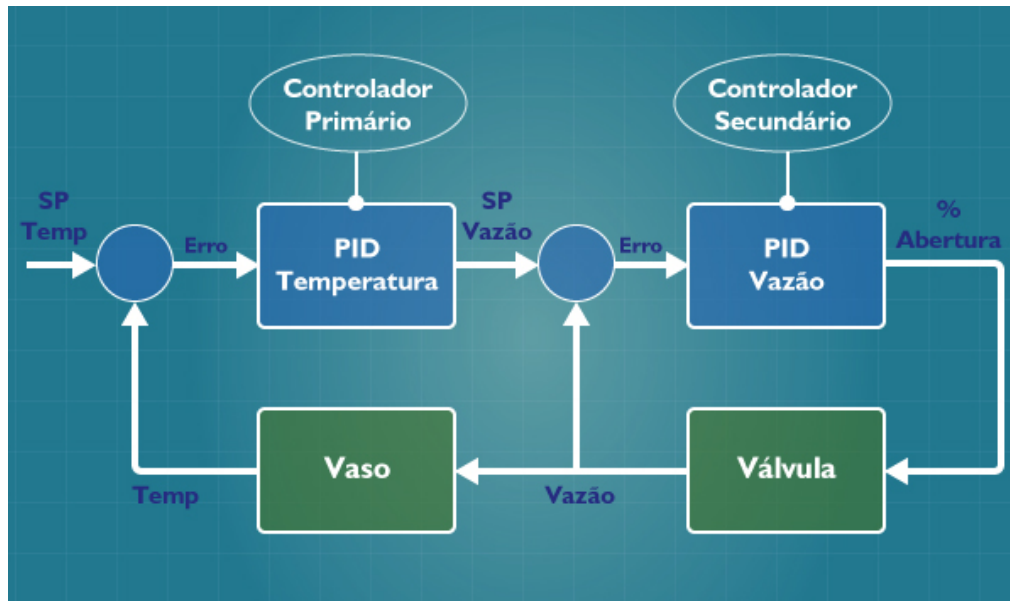 Controlador
Primário
Controlador
Secundário
SP
Temp
Erro
PID
Temperatura
SP
Vazão
Erro
PID
Vazão
%
Abertura
Vaso
Válvula
Temp
Vazão